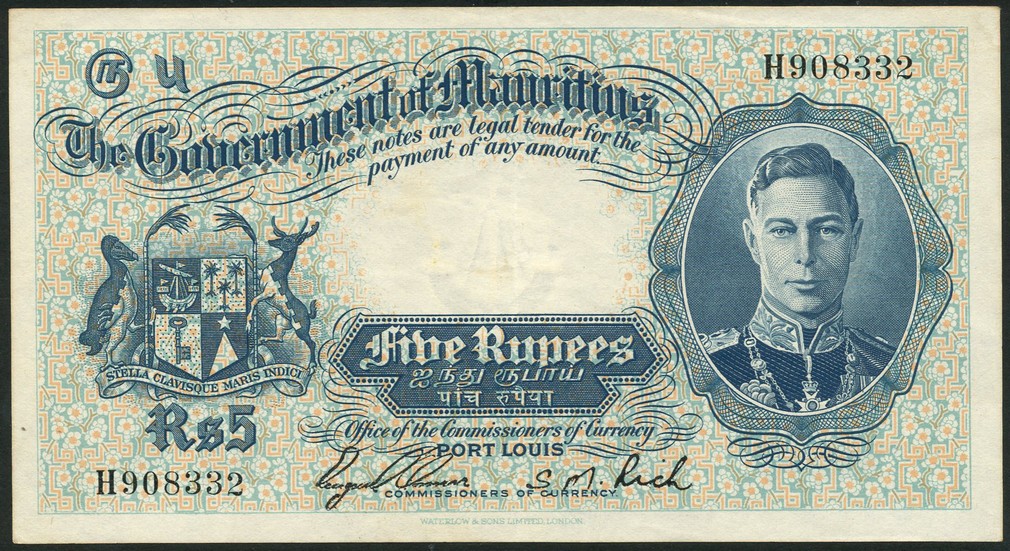 ௫ ५
H908332
The Government of Mauritius
These notes are legal tender for the
payment of any amount.
STELLA CLAVISQUE MARIS INDICI
Five Rupees
ஐந்து ரூபாய்
पांच रुपैया
Rs5
Office of the Commissioners of Currency
PORT LOUIS
H908332
S. M. Rich
COMMISSIONERS OF CURRENCY.
WATERLOW & SONS LIMITED, LONDON.